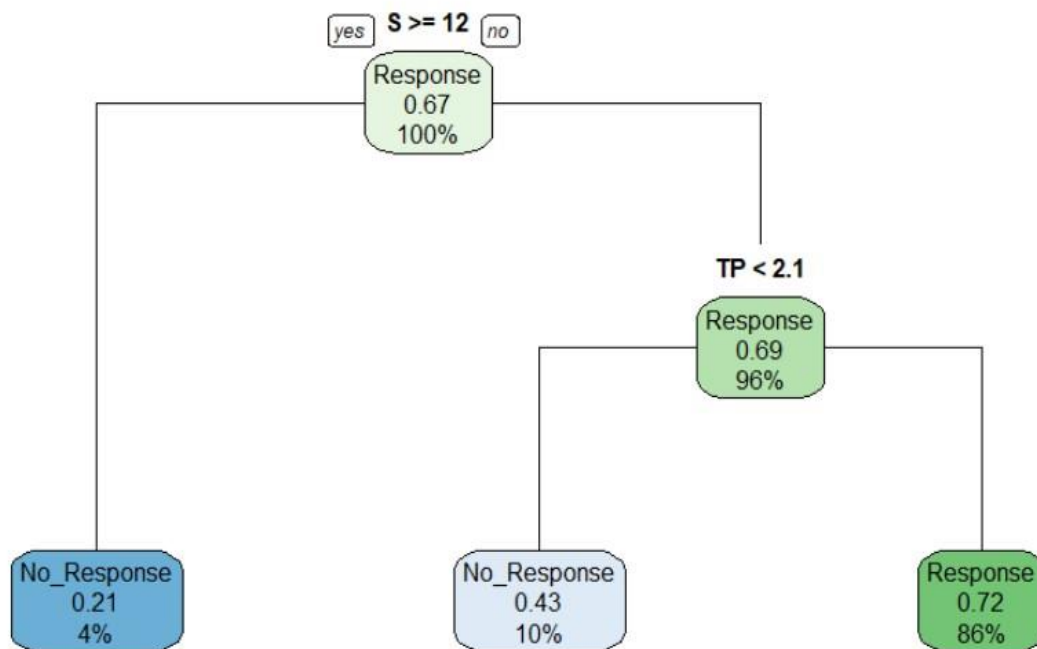 yes S >= 12 no
Response
0.67
100%
TP < 2.1
Response
0.69
96%
No_Response
0.21
4%
No_Response
0.43
10%
Response
0.72
86%